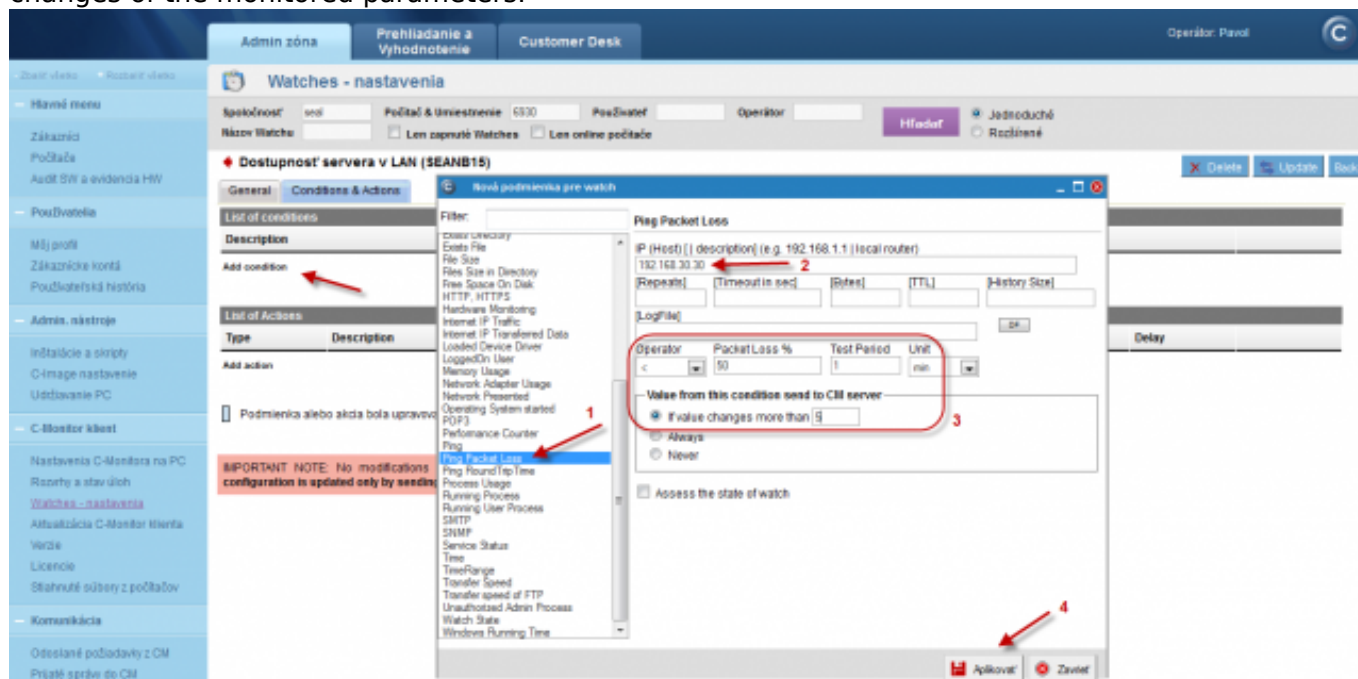 changes of the monitored parameters.
Admin zóna
Prehliadanie a Vyhodnotenie
Customer Desk
Operátor: Pavol
Zbaliť všetko
Rozbaliť všetko
Watches - nastavenia
Spoločnosť seal
Počítač & Umiestnenie 6930
Používateľ
Operátor
Názov Watchu
Len zapnuté Watches
Len online počítače
Hľadať
Jednoduché
Rozšírené
Hlavné menu
Zákazníci
Počítače
Audit SW a evidencia HW
Používatelia
Môj profil
Zákaznícke kontá
Používateľská história
Admin. nástroje
Inštalácie a skripty
C-Image nastavenie
Udržiavanie PC
C-Monitor klient
Nastavenia C-Monitora na PC
Rozvrhy a stav úloh
Watches - nastavenia
Aktualizácia C-Monitor klienta
Verzie
Licencie
Stiahnuté súbory z počítačov
Komunikácia
Odoslané požiadavky z CM
Prijaté správy do CM
Dostupnosť servera v LAN (SEANB15)
Delete
Update
Back
General
Conditions & Actions
List of conditions
Description
Add condition
List of Actions
Type
Description
Delay
Add action
Podmienka alebo akcia bola
IMPORTANT NOTE: No modifications
configuration is updated only by sending
Nová podmienka pre watch
Filter:
Exists Directory
Exists File
File Size
Files Size in Directory
Free Space On Disk
HTTP, HTTPS
Hardware Monitoring
Internet IP Traffic
Internet IP Transfered Data
Loaded Device Driver
LoggedOn User
Memory Usage
Network Adapter Usage
Network Presented
Operating System started
POP3
Performance Counter
Ping
Ping Packet Loss
Ping RoundTripTime
Process Usage
Running Process
Running User Process
SMTP
SNMP
Service Status
Time
TimeRange
Transfer Speed
Transfer speed of FTP
Unauthorized Admin Process
Watch State
Windows Running Time
1
Ping Packet Loss
IP (Host) [ | description] (e.g. 192.168.1.1 | local router)
192.168.30.30
2
[Repeats]
[Timeout in sec]
[Bytes]
[TTL]
[History Size]
[LogFile]
Operator
Packet Loss %
Test Period
Unit
<
50
1
min
Value from this condition send to CM server
If value changes more than 5
3
Always
Never
Assess the state of watch
4
Aplikovať
Zavrieť